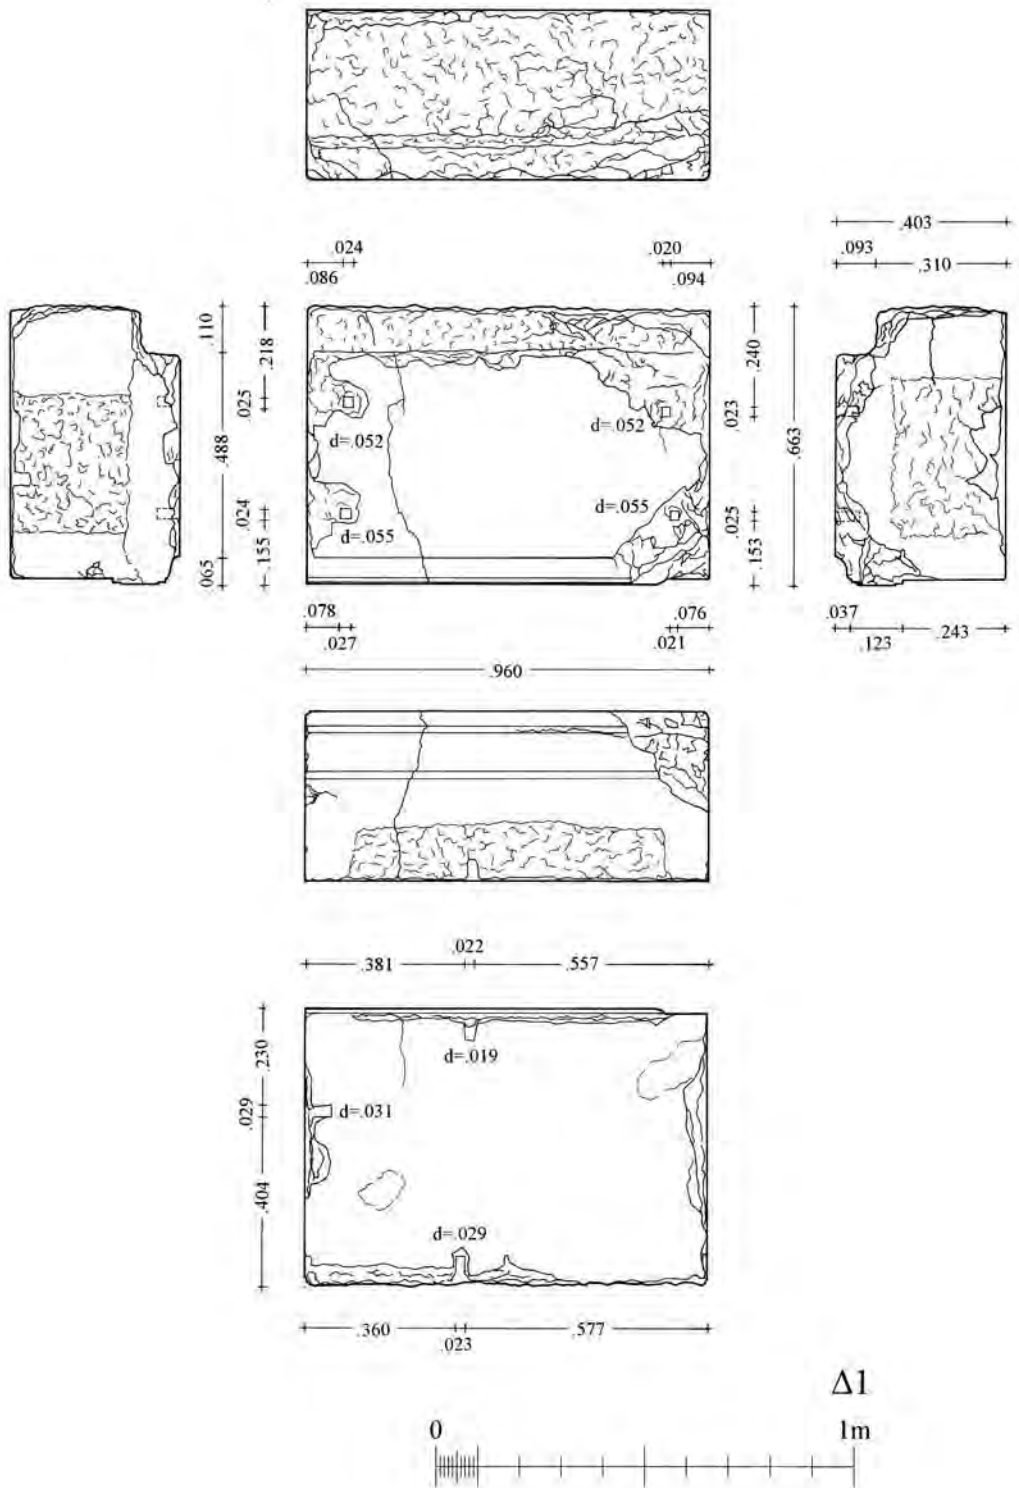 .403
.024 .020 .093
.086 .094 .310
.110
.218
.240
.025
.023
d=.052 d=.052
.488
.663
.024
.025
d=.055 d=.055
.155
.153
.065
.078 .076 .037 .243
.027 .021 .123
.960
.022
.381 .557
.230
d=.019
.029
d=.031
.404
d=.029
.360 .577
.023
Δ1
0 1m